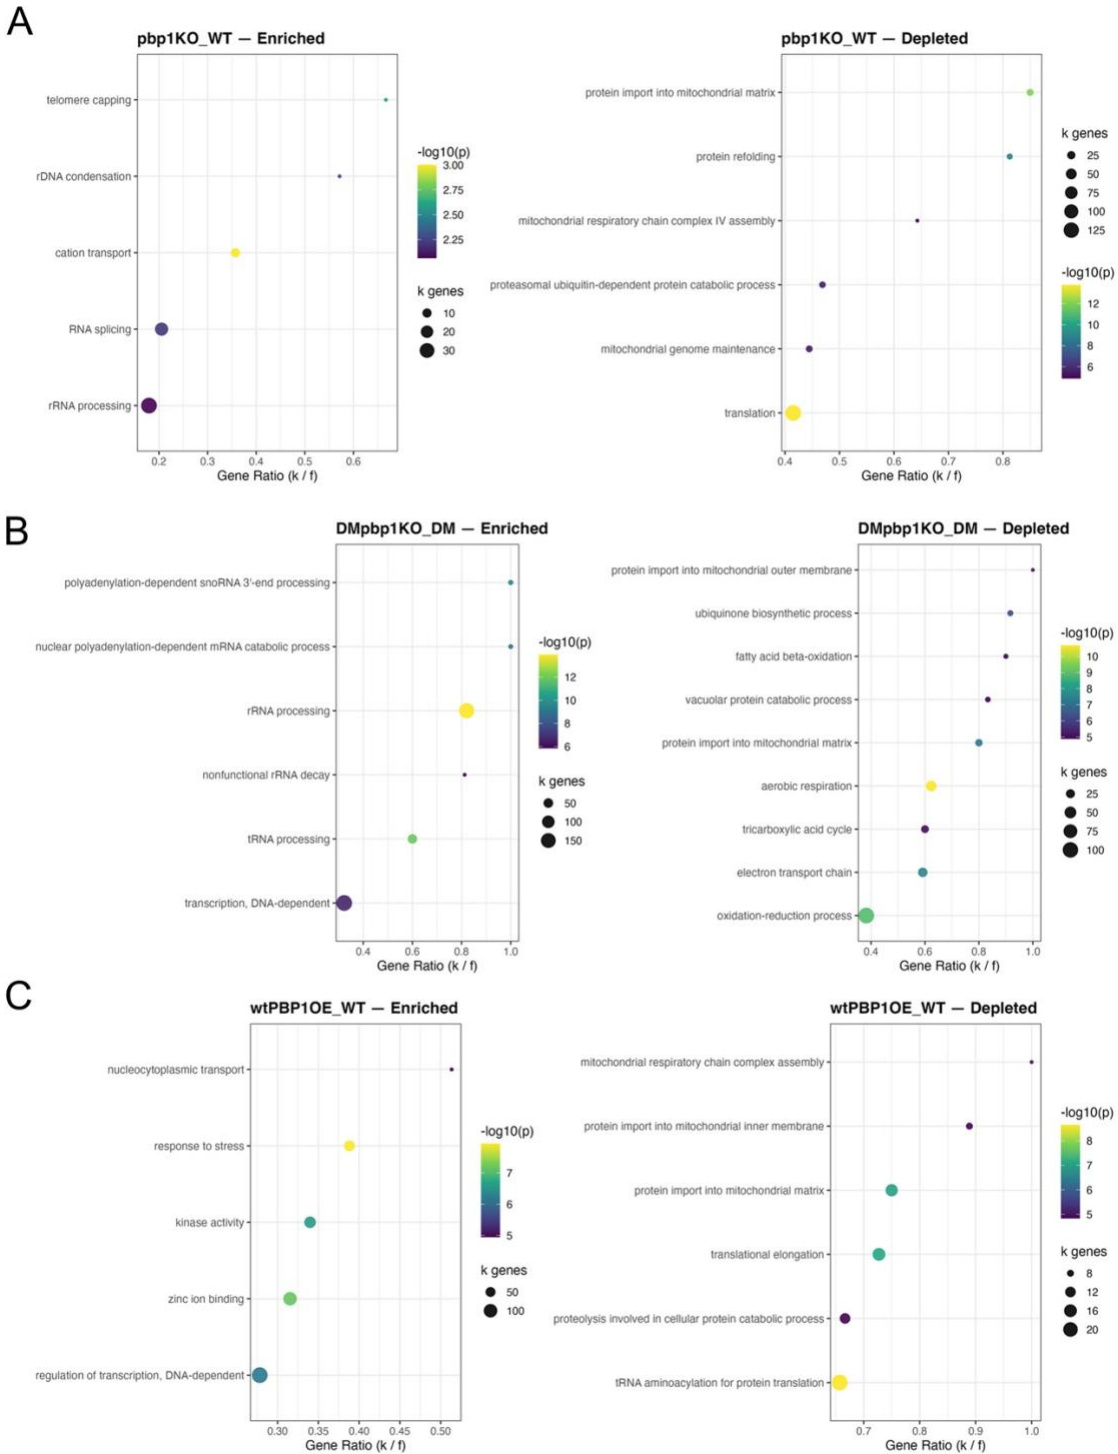 A
pbp1KO_WT — Enriched
telomere capping
rDNA condensation
cation transport
RNA splicing
rRNA processing
0.2 0.3 0.4 0.5 0.6
Gene Ratio (k / f)
-log10(p)
3.00
2.75
2.50
2.25
k genes
10
20
30
pbp1KO_WT — Depleted
protein import into mitochondrial matrix
protein refolding
mitochondrial respiratory chain complex IV assembly
proteasomal ubiquitin-dependent protein catabolic process
mitochondrial genome maintenance
translation
0.4 0.5 0.6 0.7 0.8
Gene Ratio (k / f)
k genes
25
50
75
100
125
-log10(p)
12
10
8
6
B
DMpbp1KO_DM — Enriched
polyadenylation-dependent snoRNA 3'-end processing
nuclear polyadenylation-dependent mRNA catabolic process
rRNA processing
nonfunctional rRNA decay
tRNA processing
transcription, DNA-dependent
0.4 0.6 0.8 1.0
Gene Ratio (k / f)
-log10(p)
12
10
8
6
k genes
50
100
150
DMpbp1KO_DM — Depleted
protein import into mitochondrial outer membrane
ubiquinone biosynthetic process
fatty acid beta-oxidation
vacuolar protein catabolic process
protein import into mitochondrial matrix
aerobic respiration
tricarboxylic acid cycle
electron transport chain
oxidation-reduction process
0.4 0.6 0.8 1.0
Gene Ratio (k / f)
-log10(p)
10
9
8
7
6
5
k genes
25
50
75
100
C
wtPBP1OE_WT — Enriched
nucleocytoplasmic transport
response to stress
kinase activity
zinc ion binding
regulation of transcription, DNA-dependent
0.30 0.35 0.40 0.45 0.50
Gene Ratio (k / f)
-log10(p)
7
6
5
k genes
50
100
wtPBP1OE_WT — Depleted
mitochondrial respiratory chain complex assembly
protein import into mitochondrial inner membrane
protein import into mitochondrial matrix
translational elongation
proteolysis involved in cellular protein catabolic process
tRNA aminoacylation for protein translation
0.7 0.8 0.9 1.0
Gene Ratio (k / f)
-log10(p)
8
7
6
5
k genes
8
12
16
20